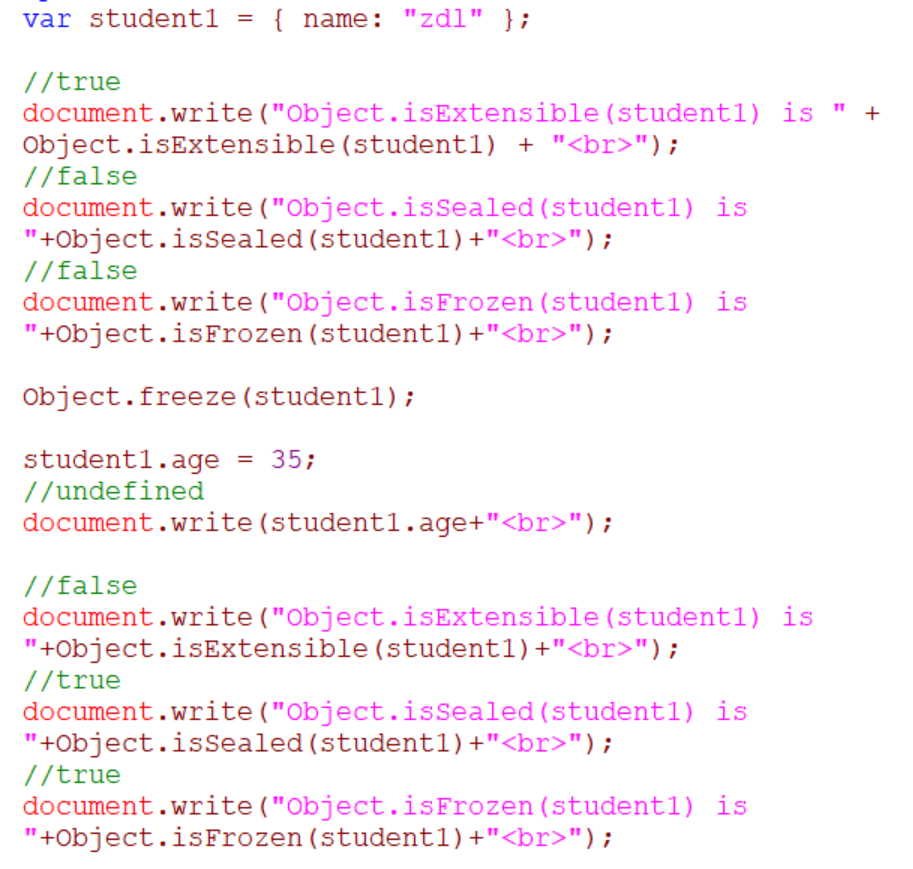 var student1 = { name: "zdl" };
//true
document.write("Object.isExtensible(student1) is " +
Object.isExtensible(student1) + "<br>");
//false
document.write("Object.isSealed(student1) is
"+Object.isSealed(student1)+"<br>");
//false
document.write("Object.isFrozen(student1) is
"+Object.isFrozen(student1)+"<br>");
Object.freeze(student1);
student1.age = 35;
//undefined
document.write(student1.age+"<br>");
//false
document.write("Object.isExtensible(student1) is
"+Object.isExtensible(student1)+"<br>");
//true
document.write("Object.isSealed(student1) is
"+Object.isSealed(student1)+"<br>");
//true
document.write("Object.isFrozen(student1) is
"+Object.isFrozen(student1)+"<br>");